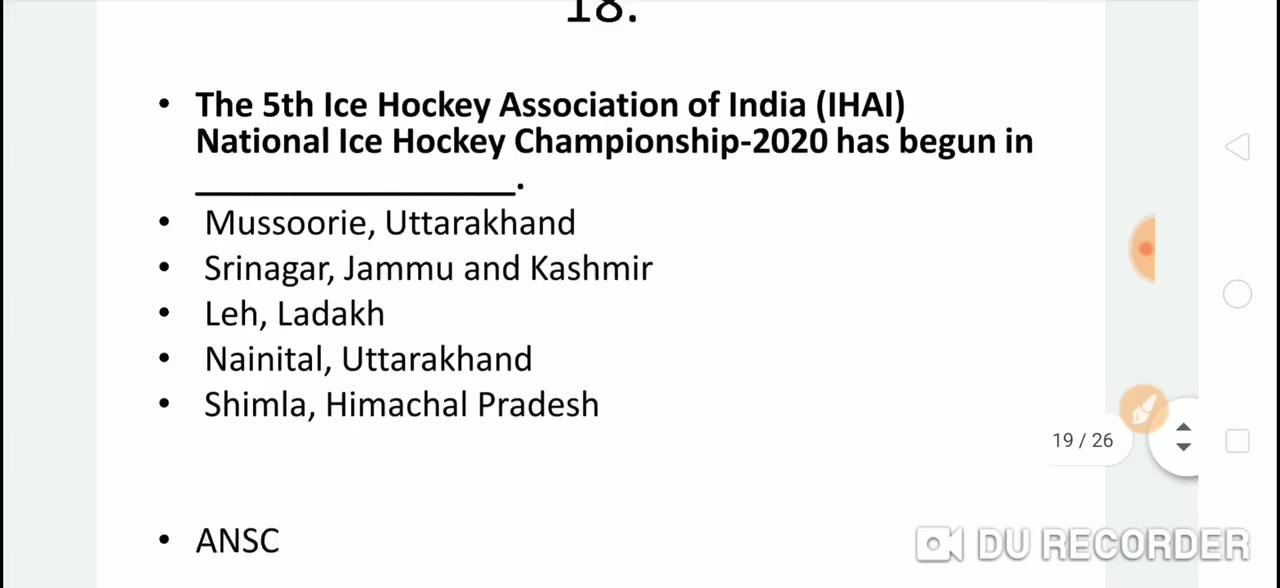 18.
• The 5th Ice Hockey Association of India (IHAI)
National Ice Hockey Championship-2020 has begun in
__________________.
• Mussoorie, Uttarakhand
• Srinagar, Jammu and Kashmir
• Leh, Ladakh
• Nainital, Uttarakhand
• Shimla, Himachal Pradesh
19 / 26
• ANSC
DU RECORDER